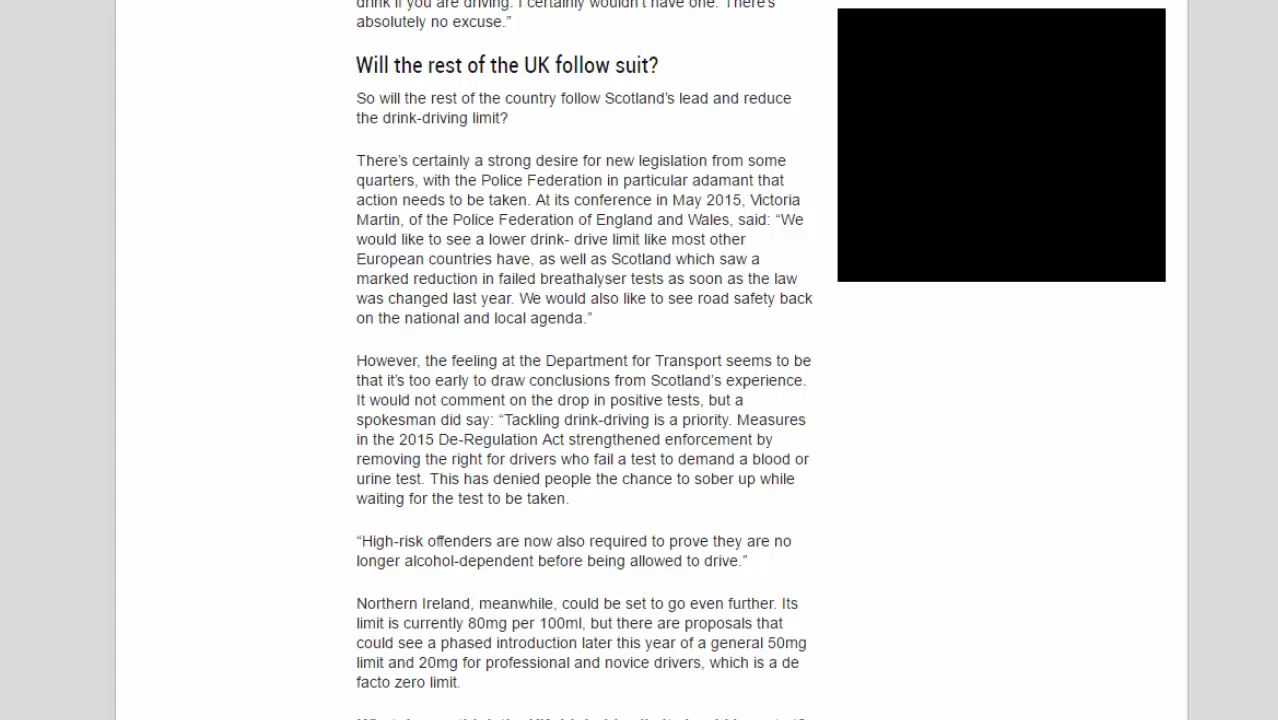 drink if you are driving. I certainly wouldn't have one. There's
absolutely no excuse.”
Will the rest of the UK follow suit?
So will the rest of the country follow Scotland's lead and reduce
the drink-driving limit?
There's certainly a strong desire for new legislation from some
quarters, with the Police Federation in particular adamant that
action needs to be taken. At its conference in May 2015, Victoria
Martin, of the Police Federation of England and Wales, said: “We
would like to see a lower drink- drive limit like most other
European countries have, as well as Scotland which saw a
marked reduction in failed breathalyser tests as soon as the law
was changed last year. We would also like to see road safety back
on the national and local agenda.”
However, the feeling at the Department for Transport seems to be
that it's too early to draw conclusions from Scotland's experience.
It would not comment on the drop in positive tests, but a
spokesman did say: “Tackling drink-driving is a priority. Measures
in the 2015 De-Regulation Act strengthened enforcement by
removing the right for drivers who fail a test to demand a blood or
urine test. This has denied people the chance to sober up while
waiting for the test to be taken.
“High-risk offenders are now also required to prove they are no
longer alcohol-dependent before being allowed to drive.”
Northern Ireland, meanwhile, could be set to go even further. Its
limit is currently 80mg per 100ml, but there are proposals that
could see a phased introduction later this year of a general 50mg
limit and 20mg for professional and novice drivers, which is a de
facto zero limit.